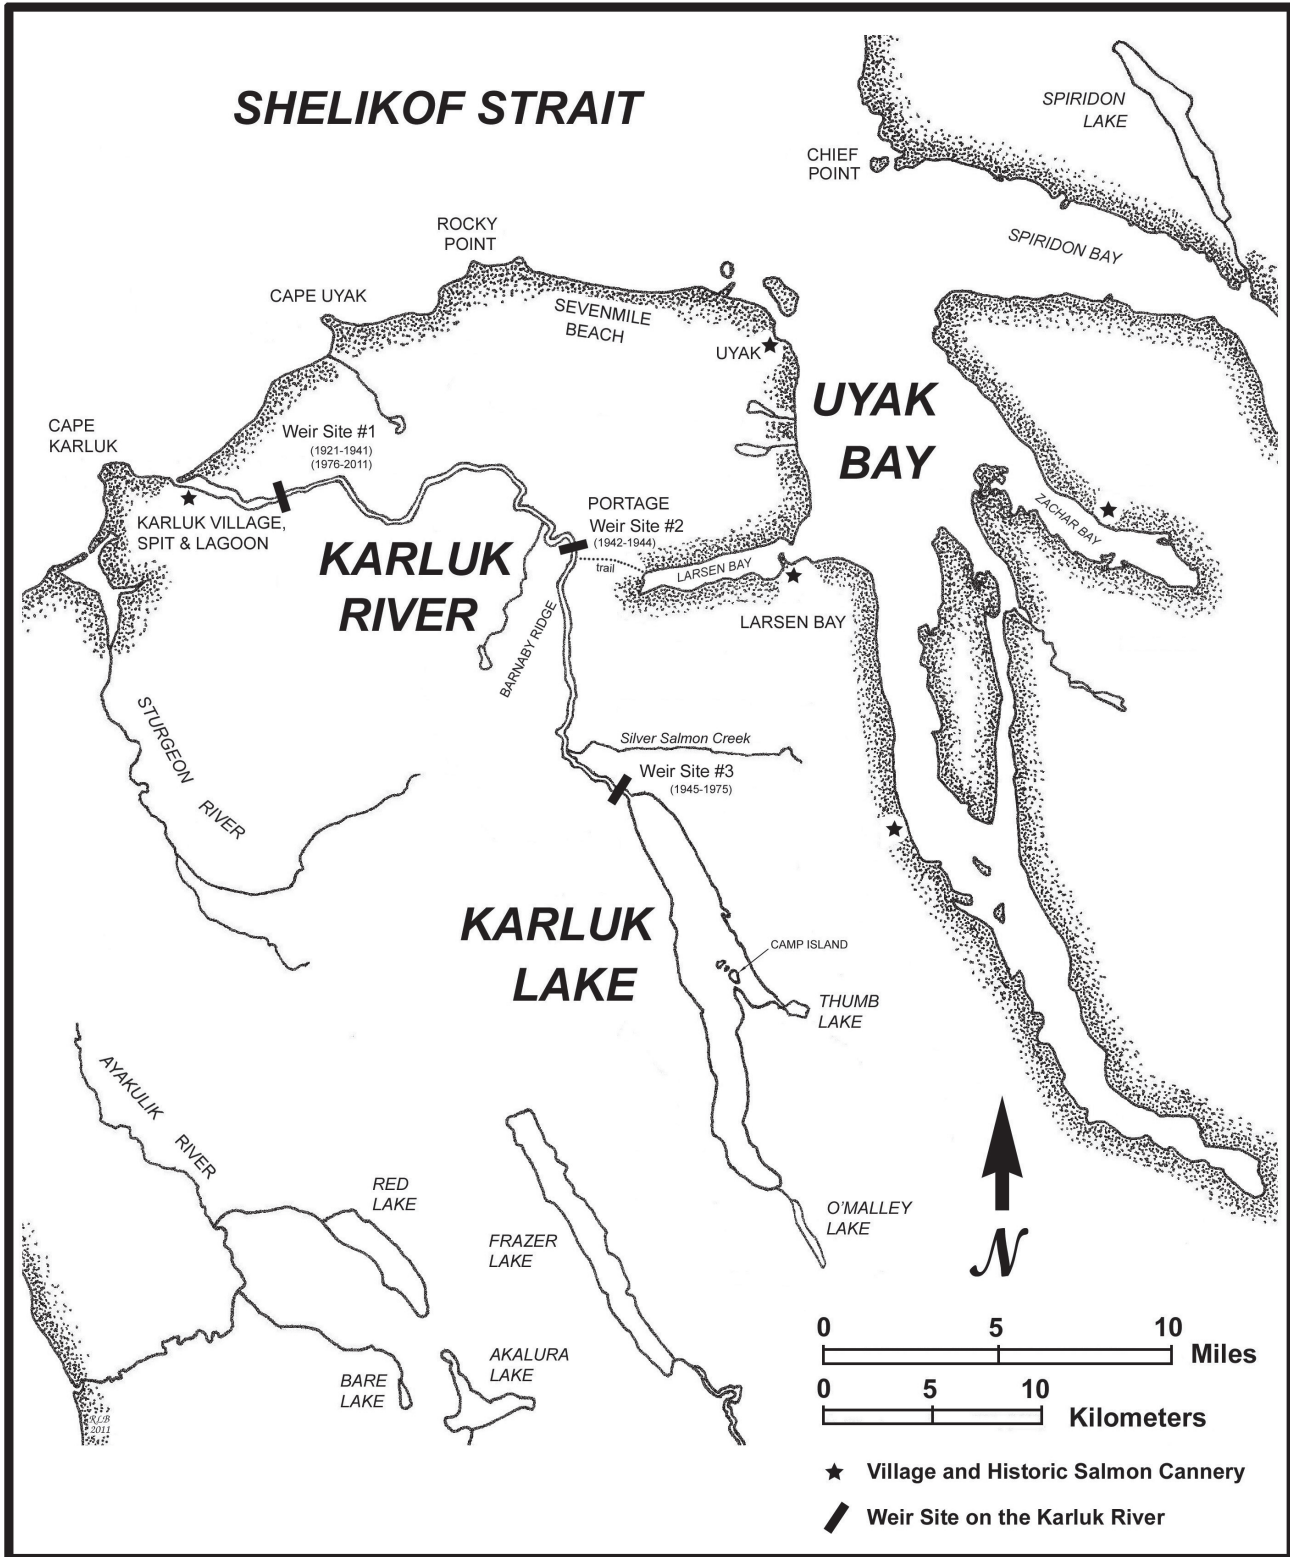 SHELIKOF STRAIT
SPIRIDON
LAKE
CHIEF
POINT
SPIRIDON BAY
ROCKY
POINT
CAPE UYAK
SEVENMILE
BEACH
UYAK
UYAK
BAY
CAPE
KARLUK
Weir Site #1
(1921-1941)
(1976-2011)
KARLUK VILLAGE,
SPIT & LAGOON
KARLUK
RIVER
PORTAGE
Weir Site #2
(1942-1944)
trail
LARSEN BAY
LARSEN BAY
ZACHAR BAY
BARNABY RIDGE
STURGEON
RIVER
Silver Salmon Creek
Weir Site #3
(1945-1975)
KARLUK
LAKE
CAMP ISLAND
THUMB
LAKE
AYAKULIK
RIVER
RED
LAKE
FRAZER
LAKE
O'MALLEY
LAKE
N
BARE
LAKE
AKALURA
LAKE
RLB
2011
0 5 10
Miles
0 5 10
Kilometers
Village and Historic Salmon Cannery
Weir Site on the Karluk River